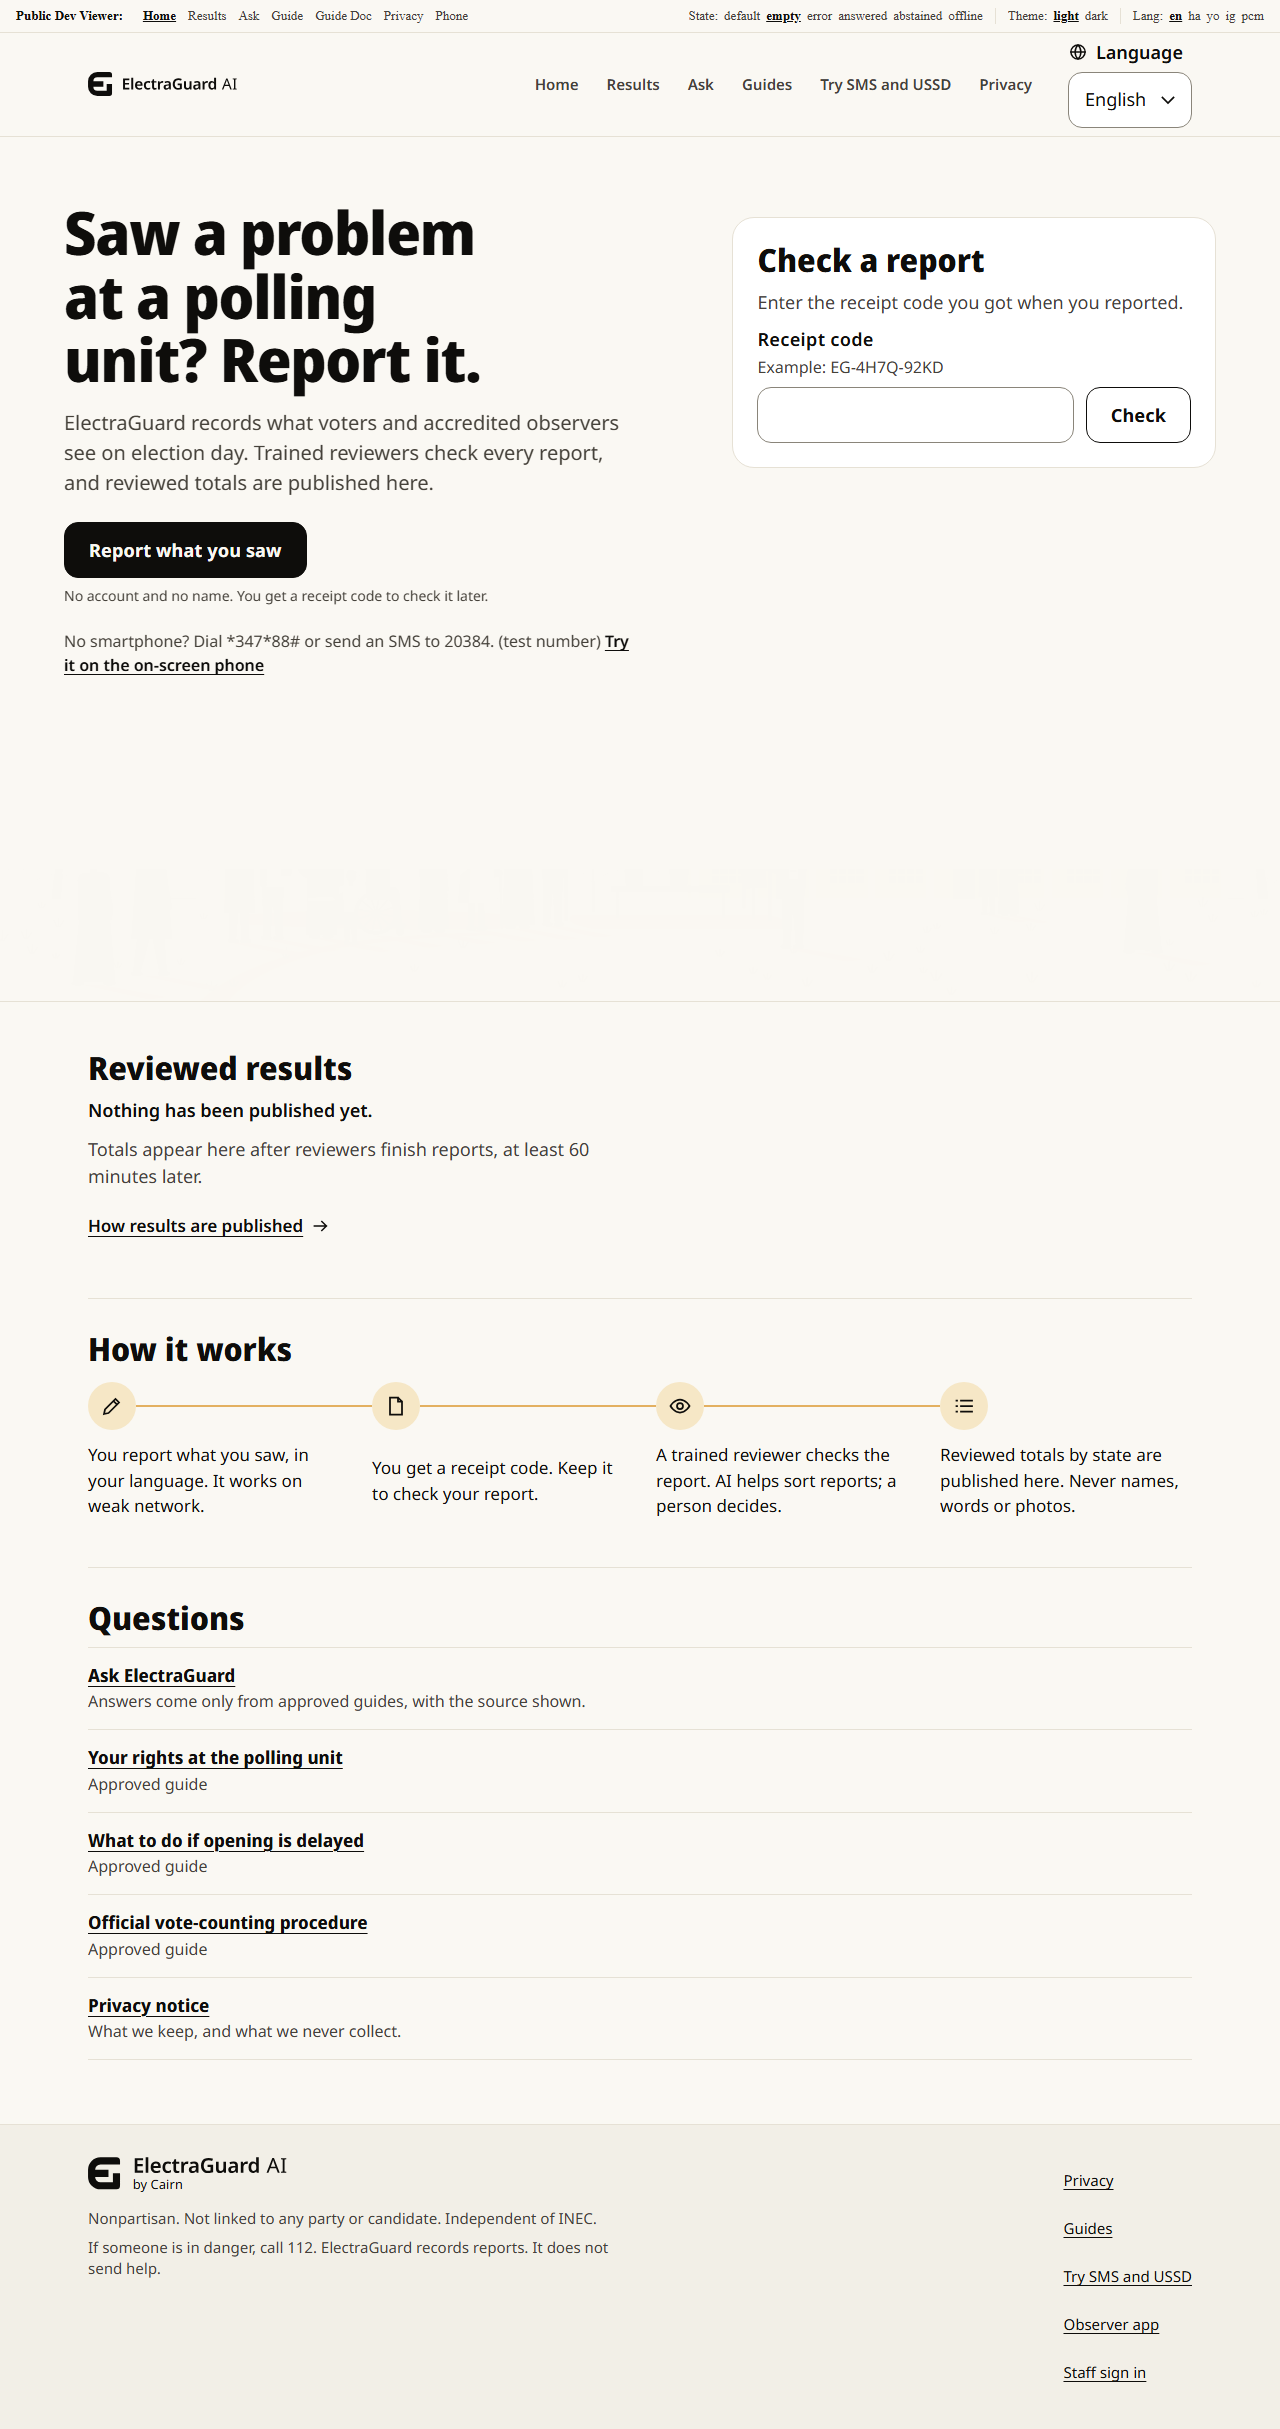 Public Dev Viewer: Home Results Ask Guide Guide Doc Privacy Phone State: default empty error answered abstained offline Theme: light dark Lang: en ha yo ig pcm
ElectraGuard AI
Home Results Ask Guides Try SMS and USSD Privacy
Language
English
Saw a problem
at a polling
unit? Report it.
ElectraGuard records what voters and accredited observers
see on election day. Trained reviewers check every report,
and reviewed totals are published here.
Report what you saw
No account and no name. You get a receipt code to check it later.
No smartphone? Dial *347*88# or send an SMS to 20384. (test number) Try
it on the on-screen phone
Check a report
Enter the receipt code you got when you reported.
Receipt code
Example: EG-4H7Q-92KD
Check
Reviewed results
Nothing has been published yet.
Totals appear here after reviewers finish reports, at least 60
minutes later.
How results are published
How it works
You report what you saw, in
your language. It works on
weak network.
You get a receipt code. Keep it
to check your report.
A trained reviewer checks the
report. AI helps sort reports; a
person decides.
Reviewed totals by state are
published here. Never names,
words or photos.
Questions
Ask ElectraGuard
Answers come only from approved guides, with the source shown.
Your rights at the polling unit
Approved guide
What to do if opening is delayed
Approved guide
Official vote-counting procedure
Approved guide
Privacy notice
What we keep, and what we never collect.
ElectraGuard AI
by Cairn
Nonpartisan. Not linked to any party or candidate. Independent of INEC.
If someone is in danger, call 112. ElectraGuard records reports. It does not
send help.
Privacy
Guides
Try SMS and USSD
Observer app
Staff sign in